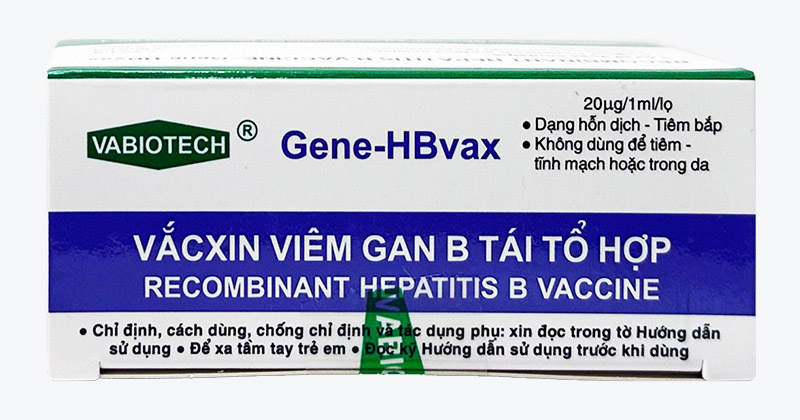 VABIOTECH ®
Gene-HBvax
20µg/1ml/lọ
● Dạng hỗn dịch - Tiêm bắp
● Không dùng để tiêm -
tĩnh mạch hoặc trong da
VẮCXIN VIÊM GAN B TÁI TỔ HỢP
RECOMBINANT HEPATITIS B VACCINE
● Chỉ định, cách dùng, chống chỉ định và tác dụng phụ: xin đọc trong tờ Hướng dẫn
sử dụng ● Để xa tầm tay trẻ em ● Đọc kỹ Hướng dẫn sử dụng trước khi dùng